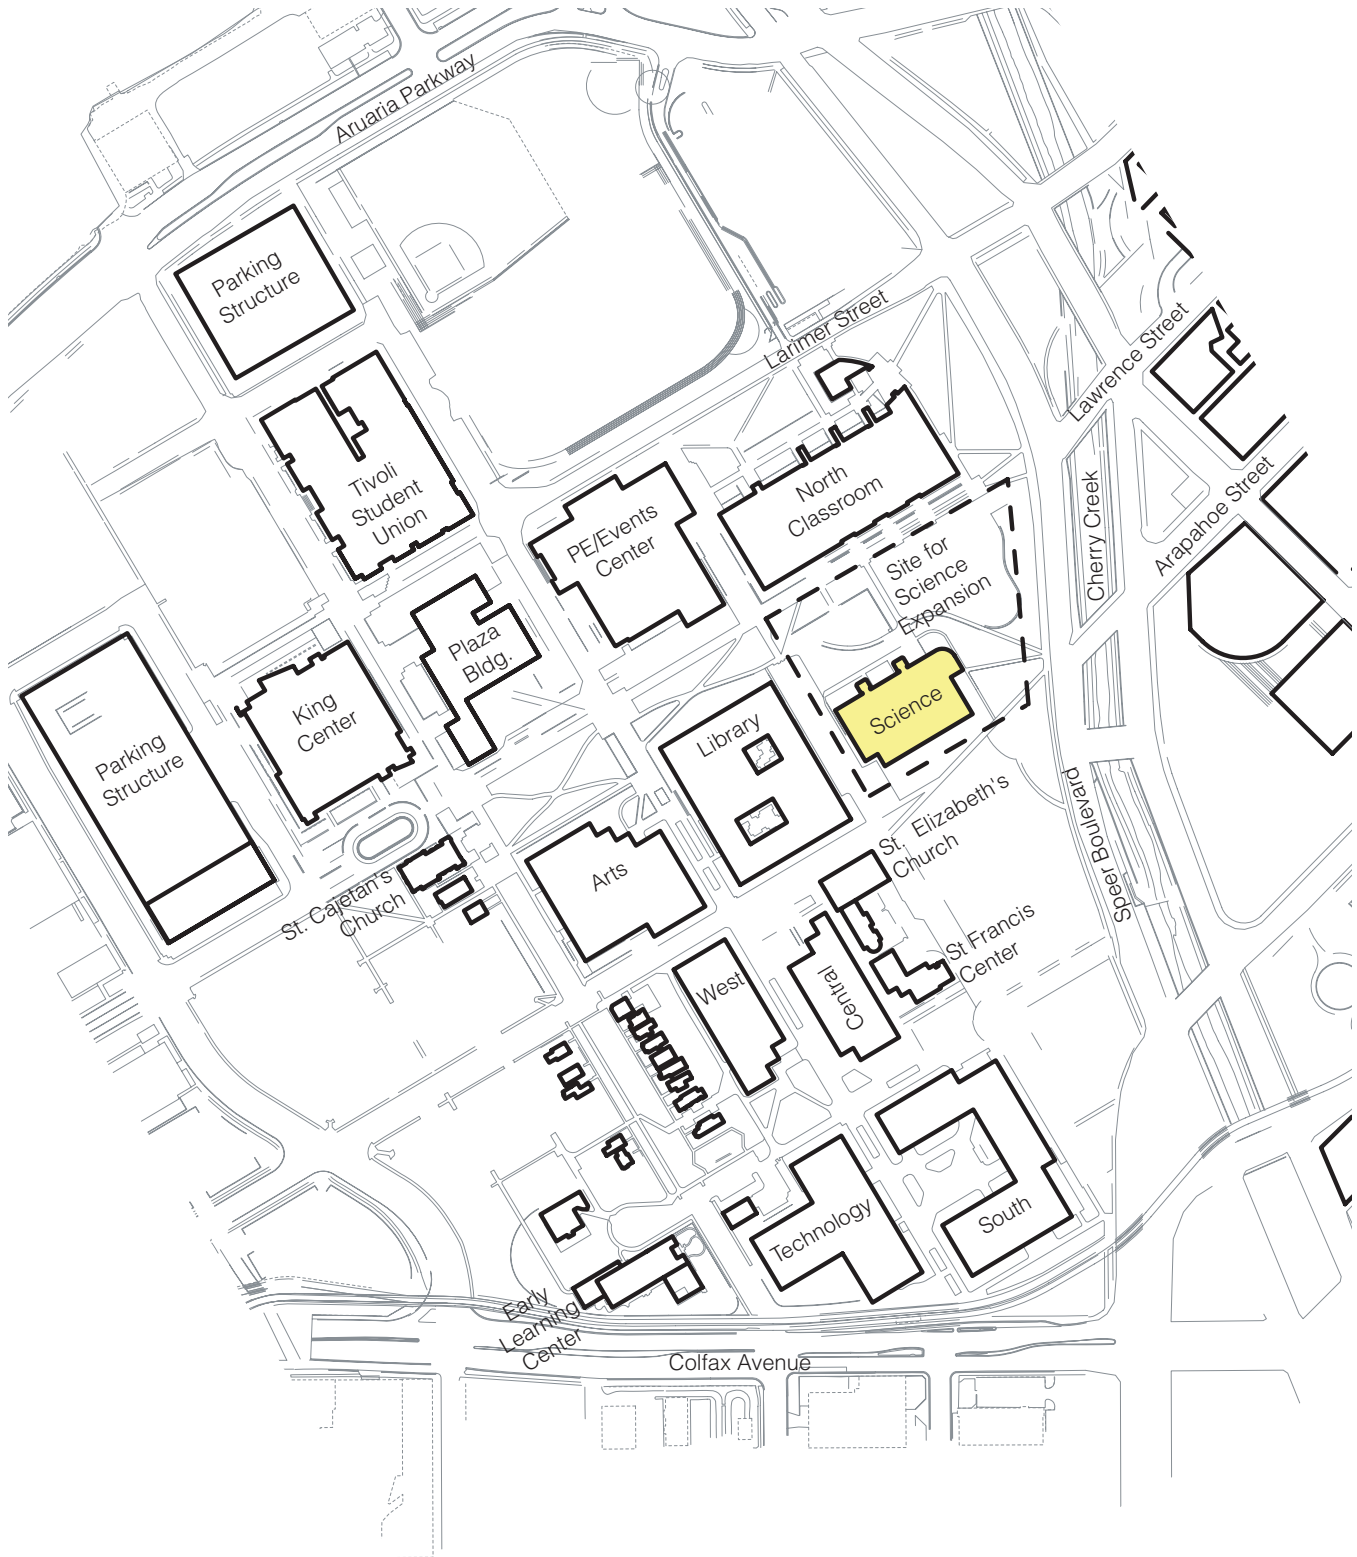 Aruaria Parkway
Parking
Structure
Larimer Street
Lawrence Street
Tivoli
Student
Union
North
Classroom
PE/Events
Center
Cherry Creek
Arapahoe Street
Site for
Science
Expansion
Plaza
Bldg.
King
Center
Parking
Structure
Library
Science
St. Elizabeth's
Church
Speer Boulevard
Arts
St. Cajetan's
Church
St Francis
Center
West
Central
Technology
South
Early
Learning
Center
Colfax Avenue